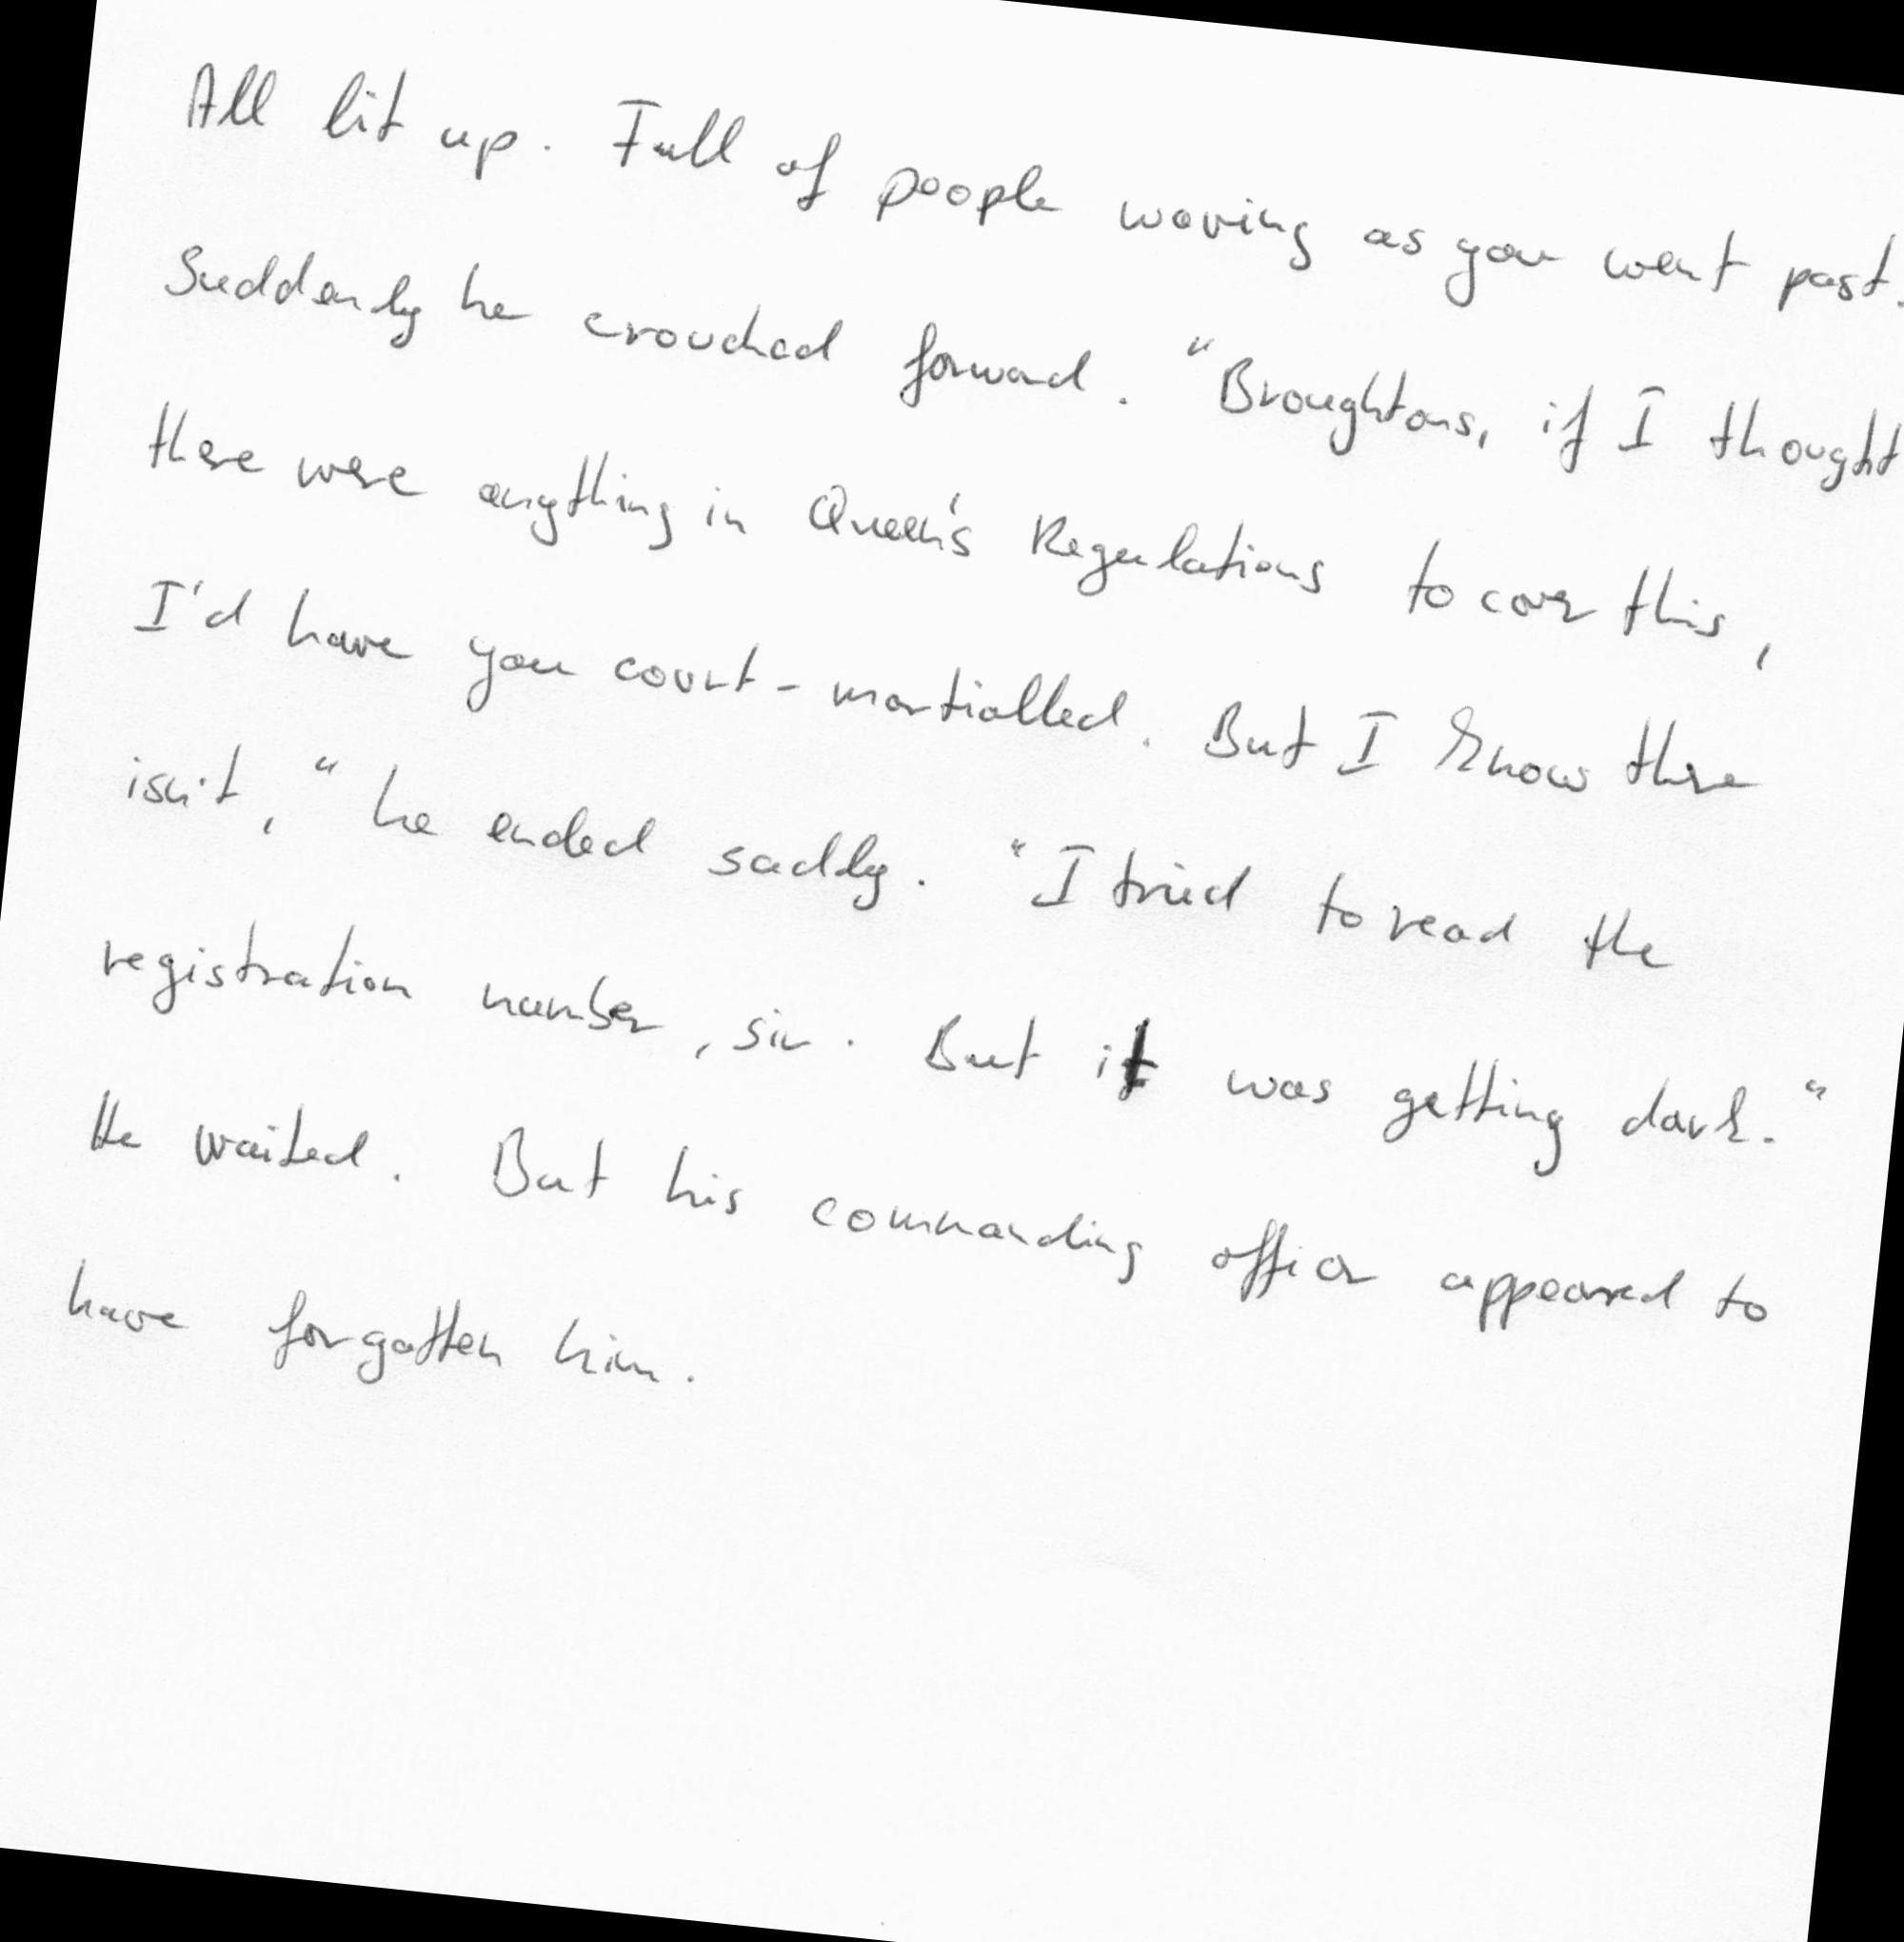 All lit up. Full of people waving as you went past.
Suddenly he crouched forward. "Broughtons, if I thought
there were anything in Queen's Regulations to cover this,
I'd have you court-martialled. But I know there
isn't," he ended sadly. "I tried to read the
registration number, sir. But it was getting dark."
He waited. But his commanding officer appeared to
have forgotten him.